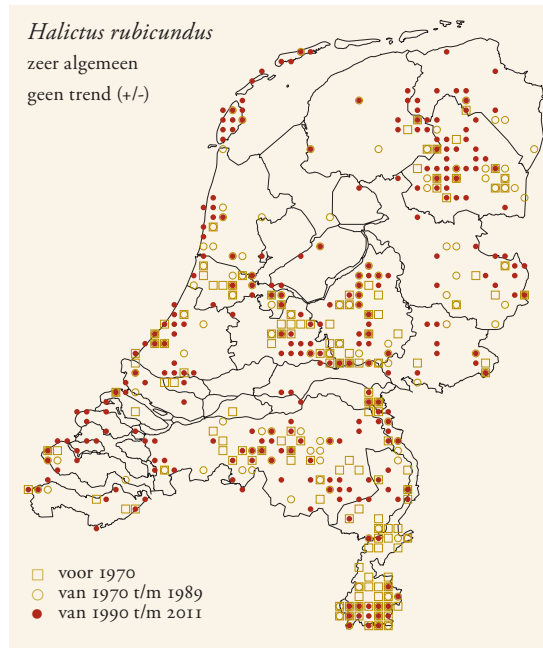 Halictus rubicundus
zeer algemeen
geen trend (+/-)
voor 1970
van 1970 t/m 1989
van 1990 t/m 2011